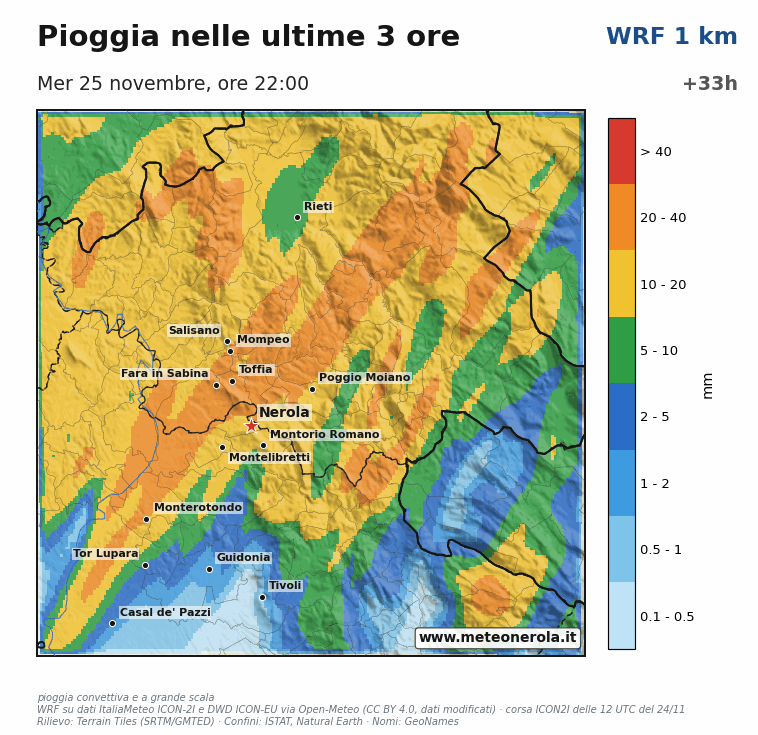 Pioggia nelle ultime 3 ore
WRF 1 km
Mer 25 novembre, ore 22:00
+33h
> 40
20 - 40
10 - 20
5 - 10
2 - 5
1 - 2
0.5 - 1
0.1 - 0.5
mm
Rieti
Salisano
Mompeo
Fara in Sabina
Toffia
Poggio Moiano
Nerola
Montorio Romano
Montelibretti
Monterotondo
Tor Lupara
Guidonia
Tivoli
Casal de' Pazzi
www.meteonerola.it
pioggia convettiva e a grande scala
WRF su dati ItaliaMeteo ICON-2I e DWD ICON-EU via Open-Meteo (CC BY 4.0, dati modificati) · corsa ICON2I delle 12 UTC del 24/11
Rilievo: Terrain Tiles (SRTM/GMTED) · Confini: ISTAT, Natural Earth · Nomi: GeoNames